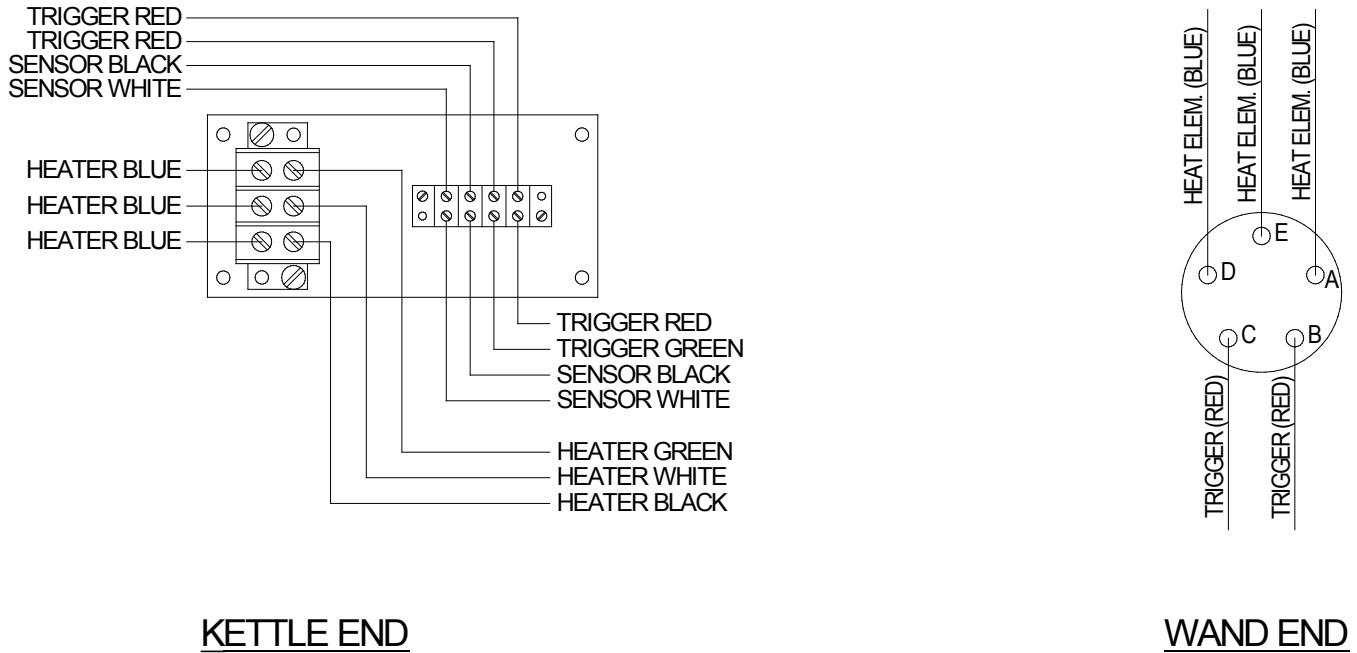 TRIGGER RED
TRIGGER RED
SENSOR BLACK
SENSOR WHITE
HEATER BLUE
HEATER BLUE
HEATER BLUE
TRIGGER RED
TRIGGER GREEN
SENSOR BLACK
SENSOR WHITE
HEATER GREEN
HEATER WHITE
HEATER BLACK
KETTLE END
HEAT ELEM. (BLUE)
HEAT ELEM. (BLUE)
HEAT ELEM. (BLUE)
E
D
A
C
B
TRIGGER (RED)
TRIGGER (RED)
WAND END